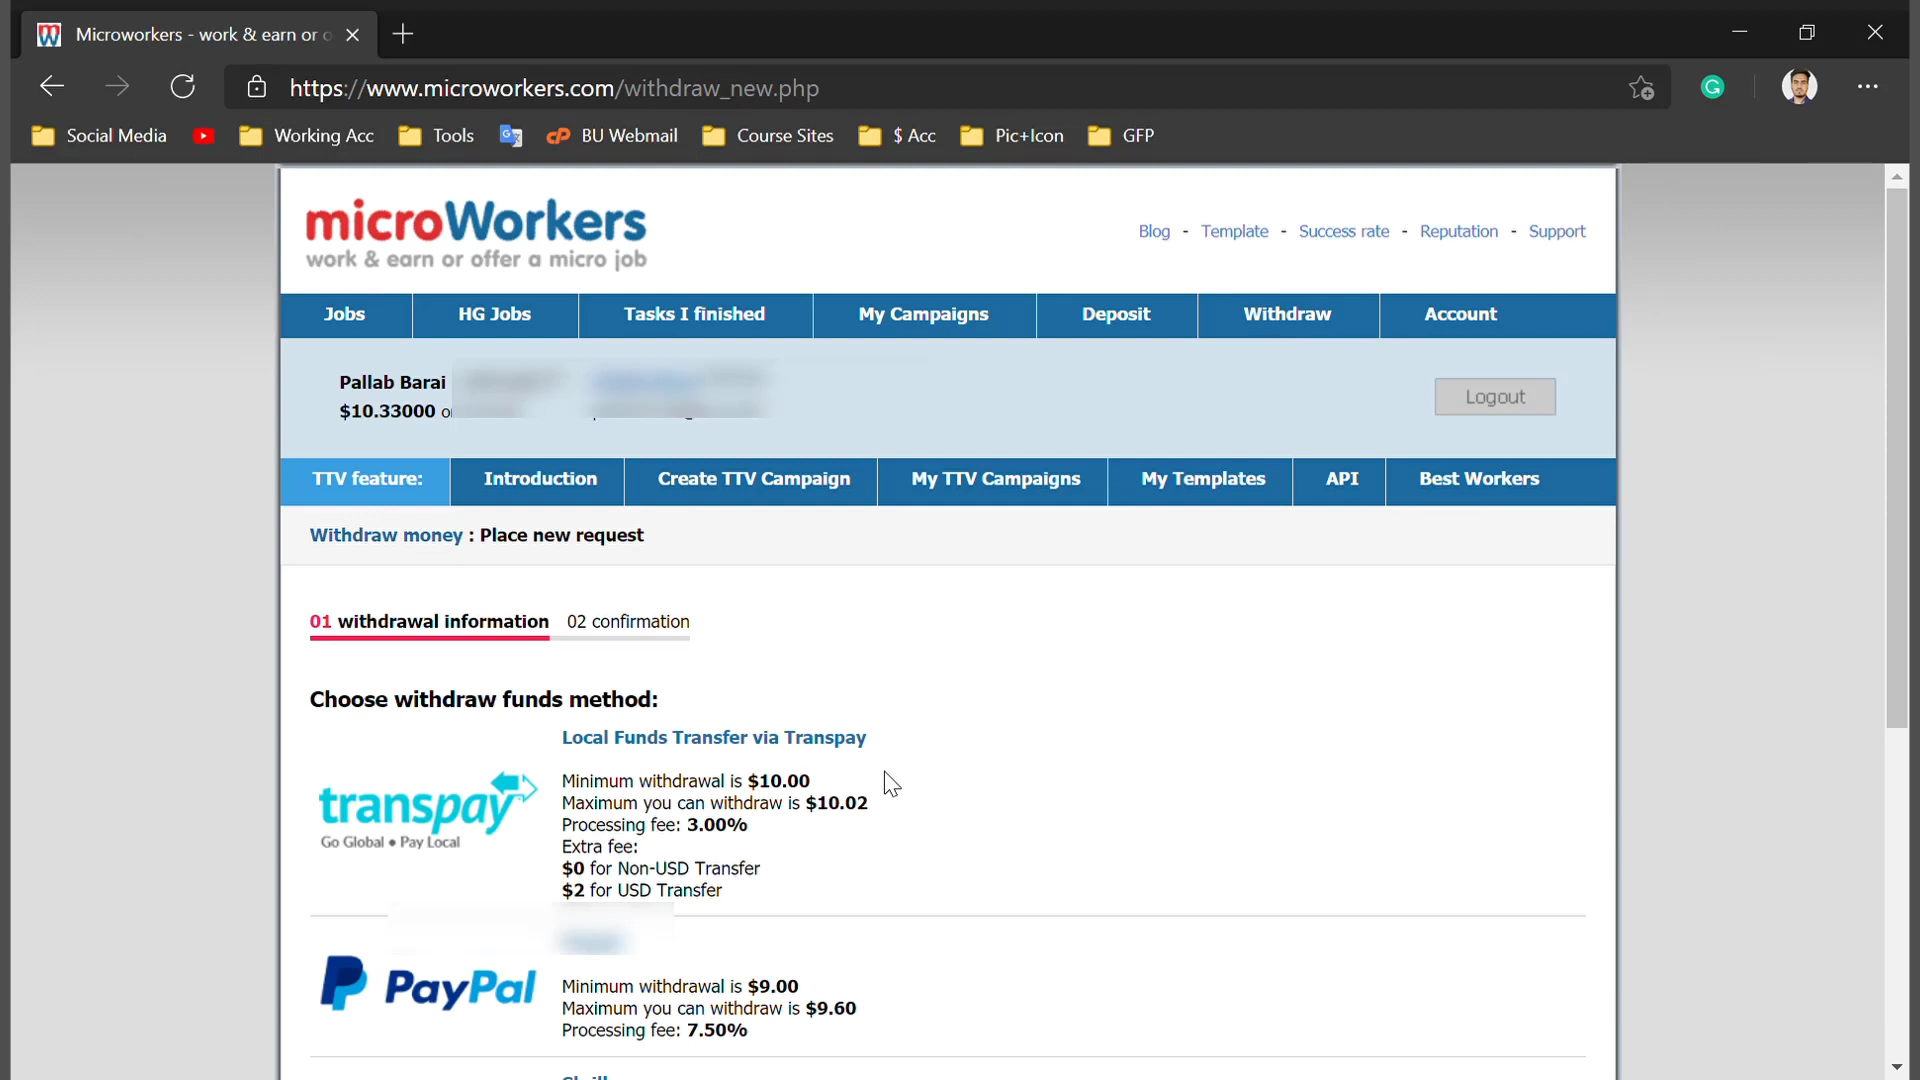 Microworkers - work & earn or o
https://www.microworkers.com/withdraw_new.php
Social Media Working Acc Tools BU Webmail Course Sites $ Acc Pic+Icon GFP
microWorkers
work & earn or offer a micro job
Blog - Template - Success rate - Reputation - Support
Jobs HG Jobs Tasks I finished My Campaigns Deposit Withdraw Account
Pallab Barai
$10.33000
Logout
TTV feature: Introduction Create TTV Campaign My TTV Campaigns My Templates API Best Workers
Withdraw money : Place new request
01 withdrawal information 02 confirmation
Choose withdraw funds method:
Local Funds Transfer via Transpay
transpay
Go Global • Pay Local
Minimum withdrawal is $10.00
Maximum you can withdraw is $10.02
Processing fee: 3.00%
Extra fee:
$0 for Non-USD Transfer
$2 for USD Transfer
PayPal
Minimum withdrawal is $9.00
Maximum you can withdraw is $9.60
Processing fee: 7.50%